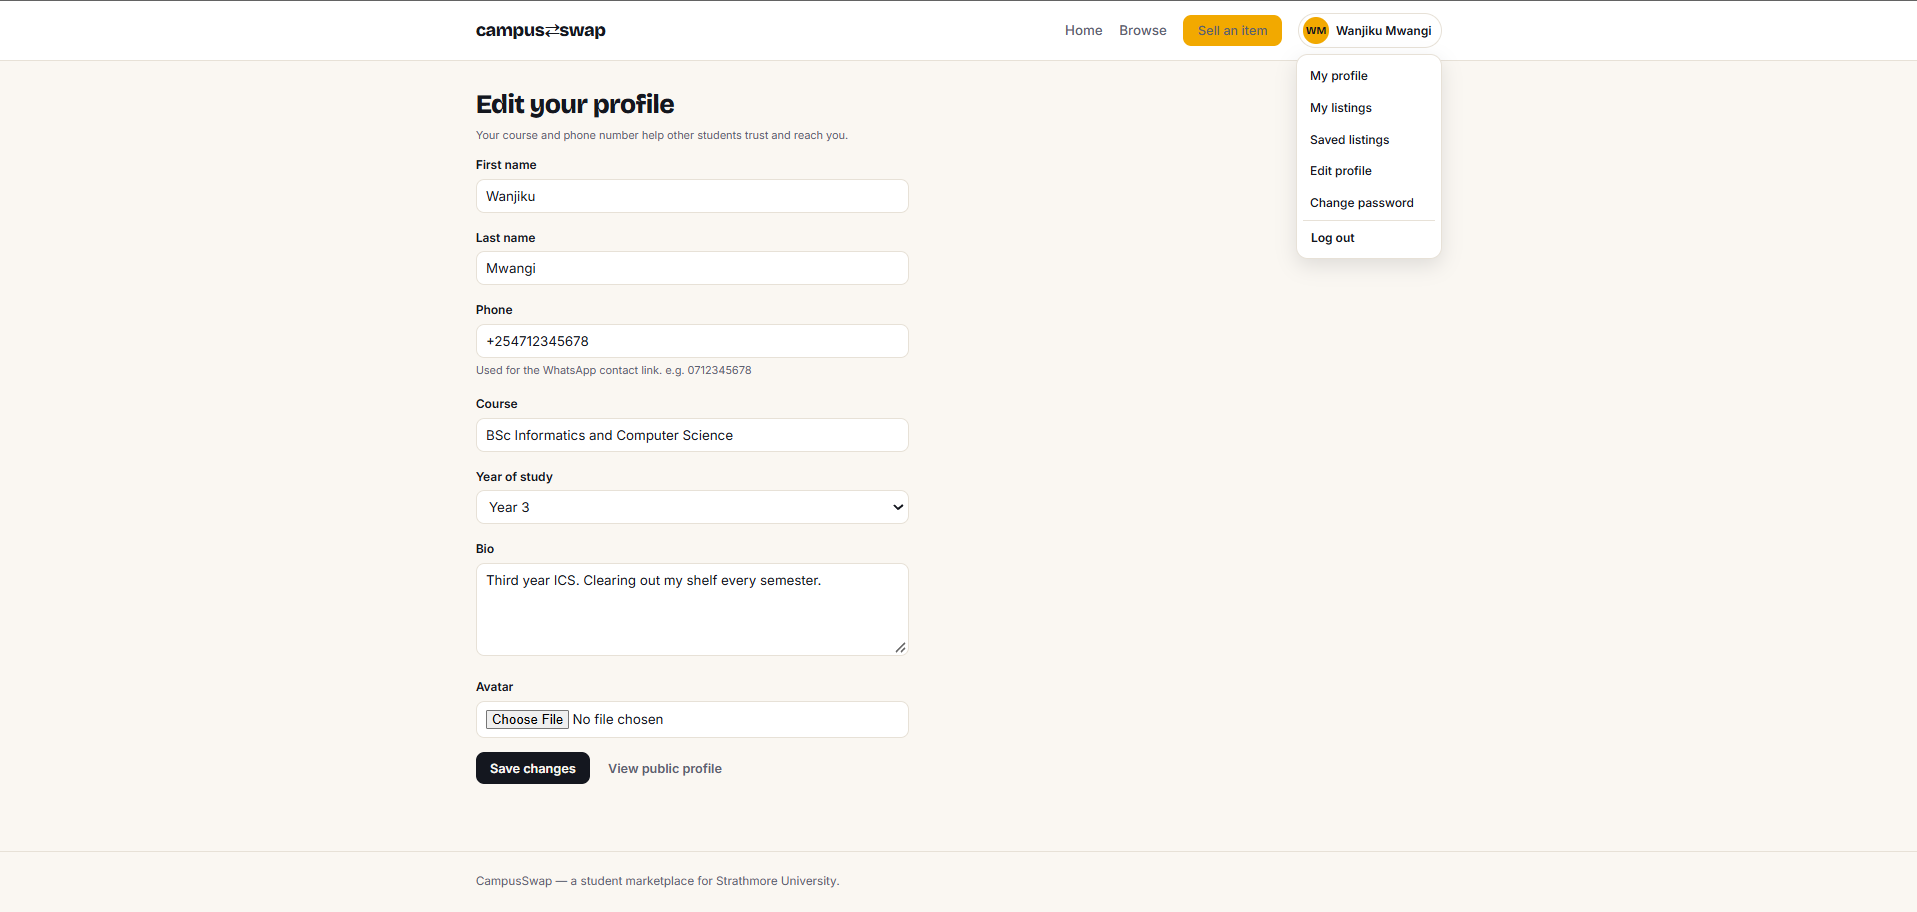 campus⇄swap
Home Browse Sell an item WM Wanjiku Mwangi
My profile
My listings
Saved listings
Edit profile
Change password
Log out
Edit your profile
Your course and phone number help other students trust and reach you.
First name
Wanjiku
Last name
Mwangi
Phone
+254712345678
Used for the WhatsApp contact link. e.g. 0712345678
Course
BSc Informatics and Computer Science
Year of study
Year 3
Bio
Third year ICS. Clearing out my shelf every semester.
Avatar
Choose File No file chosen
Save changes View public profile
CampusSwap — a student marketplace for Strathmore University.